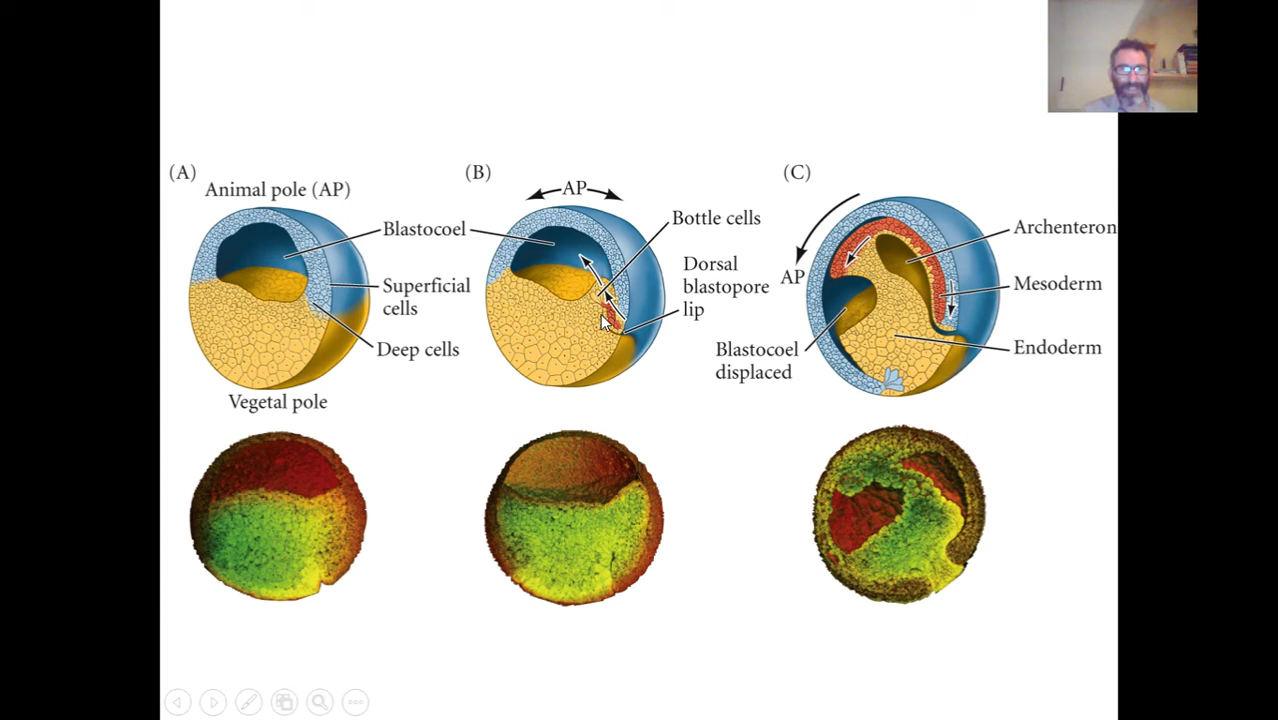 (A)
Animal pole (AP)
Blastocoel
Superficial
cells
Deep cells
Vegetal pole
(B)
AP
Bottle cells
Dorsal
blastopore
lip
(C)
AP
Archenteron
Mesoderm
Endoderm
Blastocoel
displaced